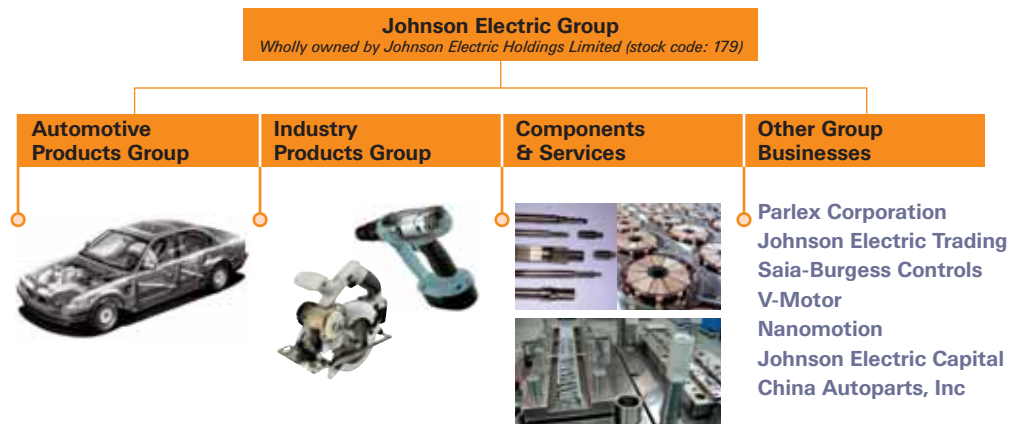 Johnson Electric Group
Wholly owned by Johnson Electric Holdings Limited (stock code: 179)
Automotive
Products Group
Industry
Products Group
Components
& Services
Other Group
Businesses
Parlex Corporation
Johnson Electric Trading
Saia-Burgess Controls
V-Motor
Nanomotion
Johnson Electric Capital
China Autoparts, Inc